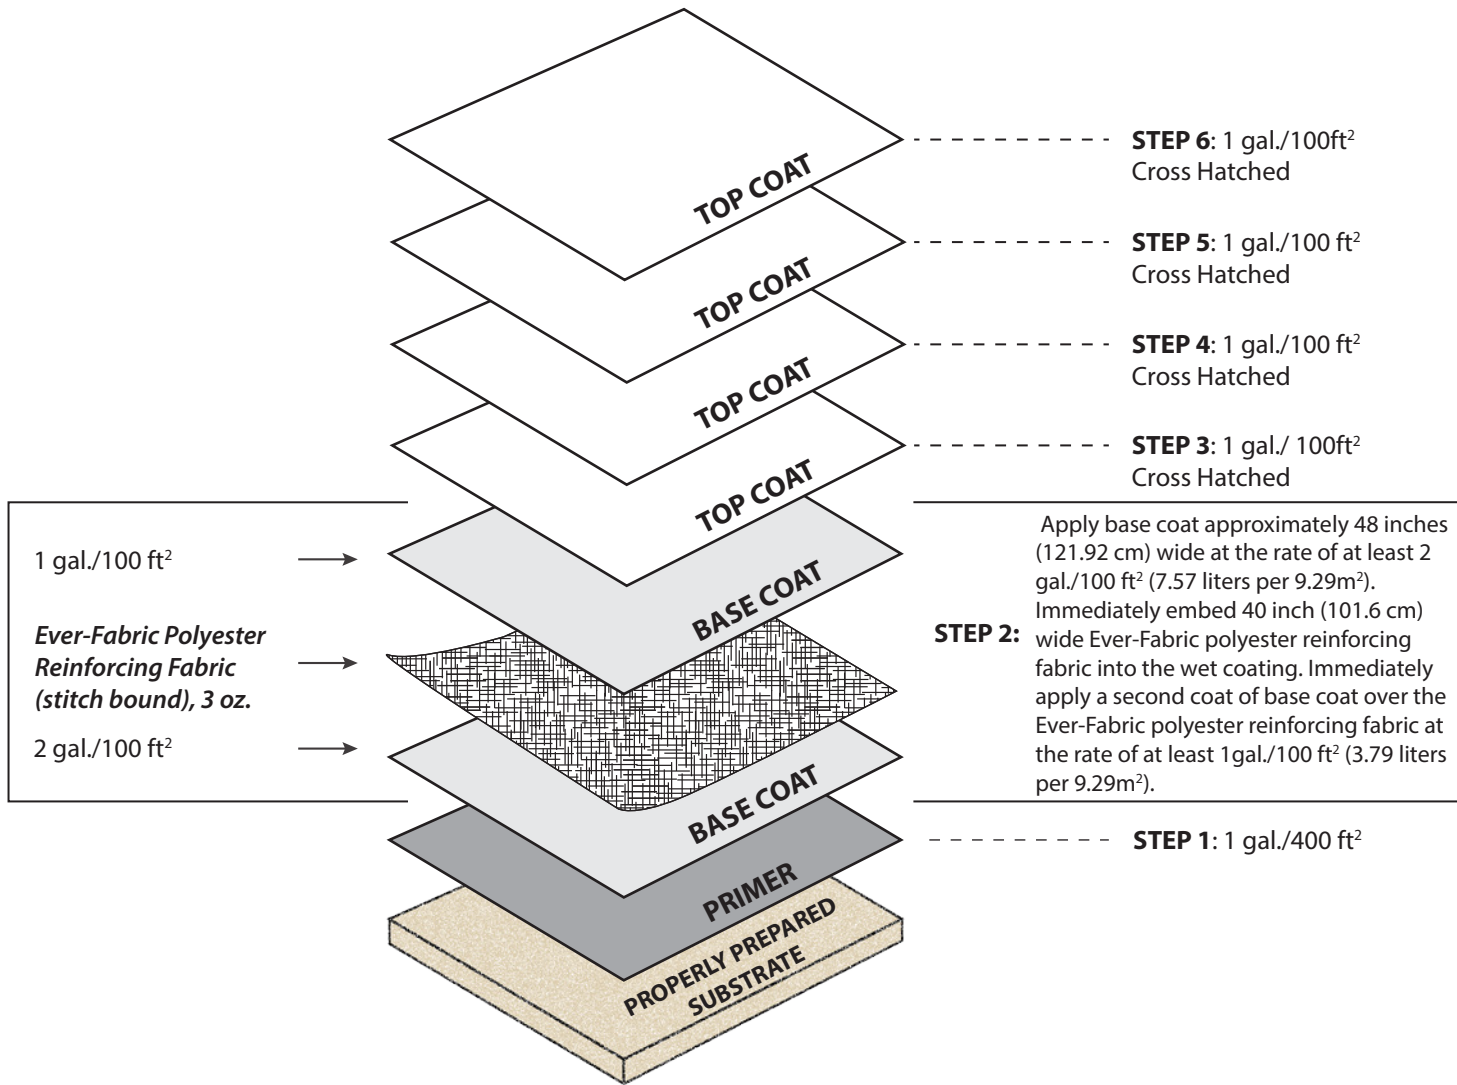 TOP COAT
STEP 6: 1 gal./100ft²
Cross Hatched
TOP COAT
STEP 5: 1 gal./100 ft²
Cross Hatched
TOP COAT
STEP 4: 1 gal./100 ft²
Cross Hatched
TOP COAT
STEP 3: 1 gal./ 100ft²
Cross Hatched
1 gal./100 ft²
BASE COAT
Ever-Fabric Polyester
Reinforcing Fabric
(stitch bound), 3 oz.
2 gal./100 ft²
BASE COAT
STEP 2:
Apply base coat approximately 48 inches
(121.92 cm) wide at the rate of at least 2
gal./100 ft² (7.57 liters per 9.29m²).
Immediately embed 40 inch (101.6 cm)
wide Ever-Fabric polyester reinforcing
fabric into the wet coating. Immediately
apply a second coat of base coat over the
Ever-Fabric polyester reinforcing fabric at
the rate of at least 1gal./100 ft² (3.79 liters
per 9.29m²).
PRIMER
STEP 1: 1 gal./400 ft²
PROPERLY PREPARED
SUBSTRATE